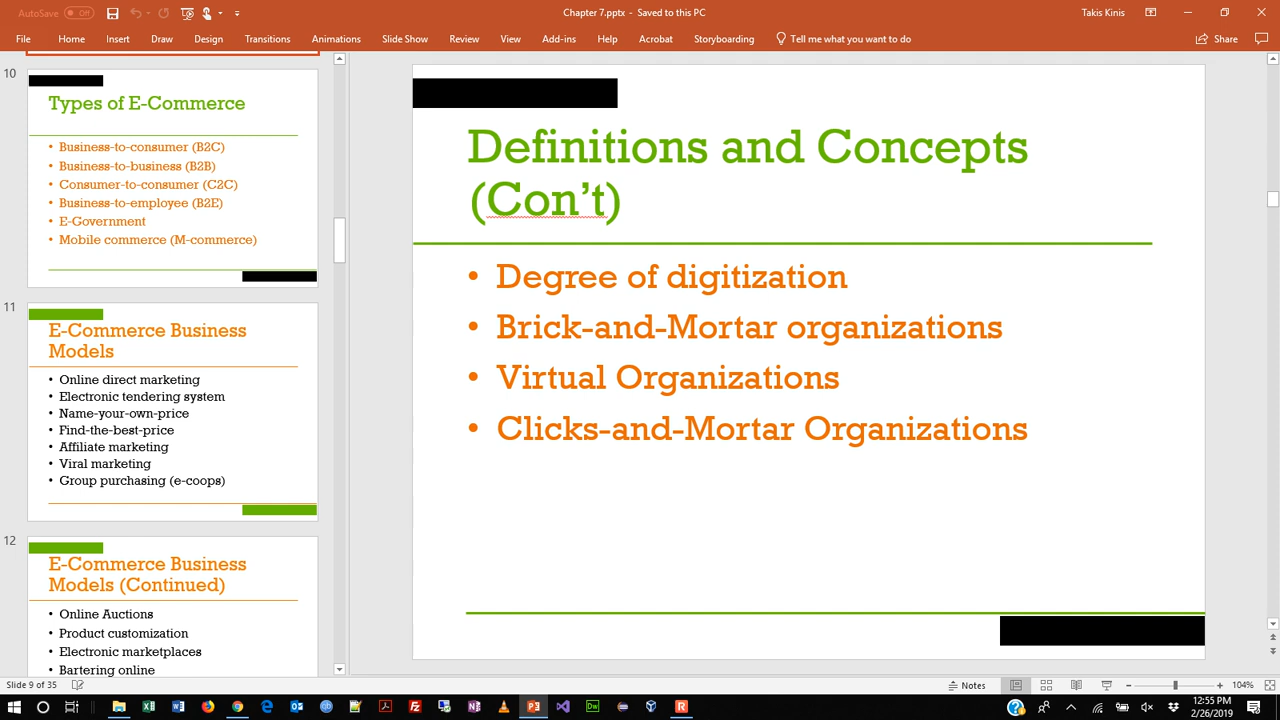 AutoSave Off
Chapter 7.pptx - Saved to this PC
Takis Kinis
File Home Insert Draw Design Transitions Animations Slide Show Review View Add-ins Help Acrobat Storyboarding Tell me what you want to do Share
10
Types of E-Commerce
• Business-to-consumer (B2C)
• Business-to-business (B2B)
• Consumer-to-consumer (C2C)
• Business-to-employee (B2E)
• E-Government
• Mobile commerce (M-commerce)
11
E-Commerce Business
Models
• Online direct marketing
• Electronic tendering system
• Name-your-own-price
• Find-the-best-price
• Affiliate marketing
• Viral marketing
• Group purchasing (e-coops)
12
E-Commerce Business
Models (Continued)
• Online Auctions
• Product customization
• Electronic marketplaces
• Bartering online
Definitions and Concepts
(Con’t)
• Degree of digitization
• Brick-and-Mortar organizations
• Virtual Organizations
• Clicks-and-Mortar Organizations
Slide 9 of 35
Notes
104%
12:55 PM
2/26/2019